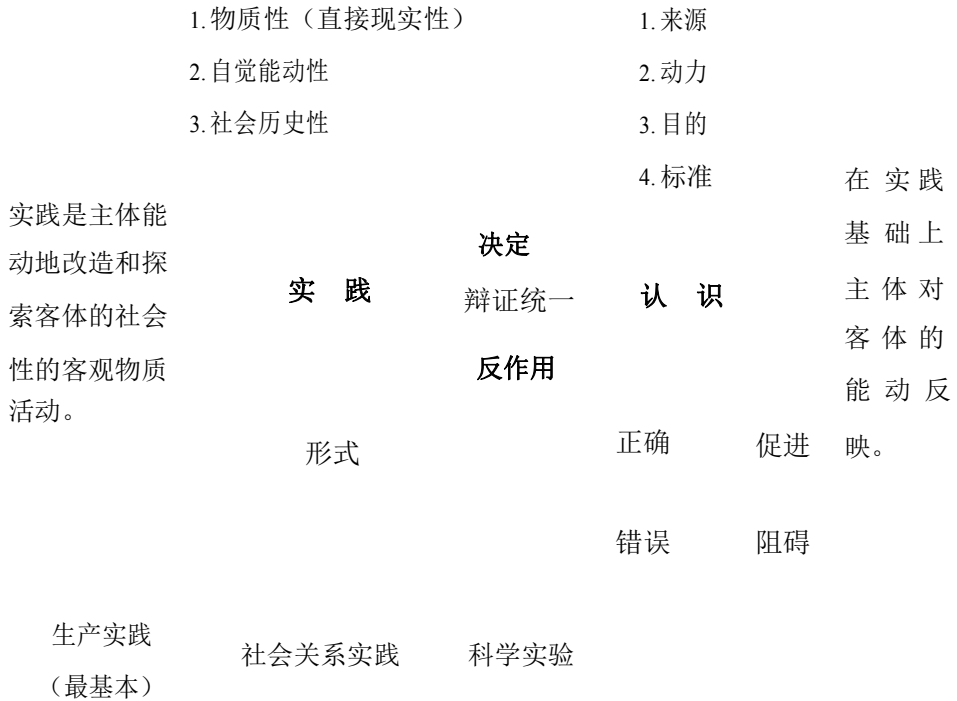 1.物质性（直接现实性）
2.自觉能动性
3.社会历史性
1.来源
2.动力
3.目的
4.标准
实践是主体能
动地改造和探
索客体的社会
性的客观物质
活动。
实 践
决定
辩证统一
反作用
认 识
在 实 践
基 础 上
主 体 对
客 体 的
能 动 反
映。
形式
正确
促进
错误
阻碍
生产实践
（最基本）
社会关系实践
科学实验